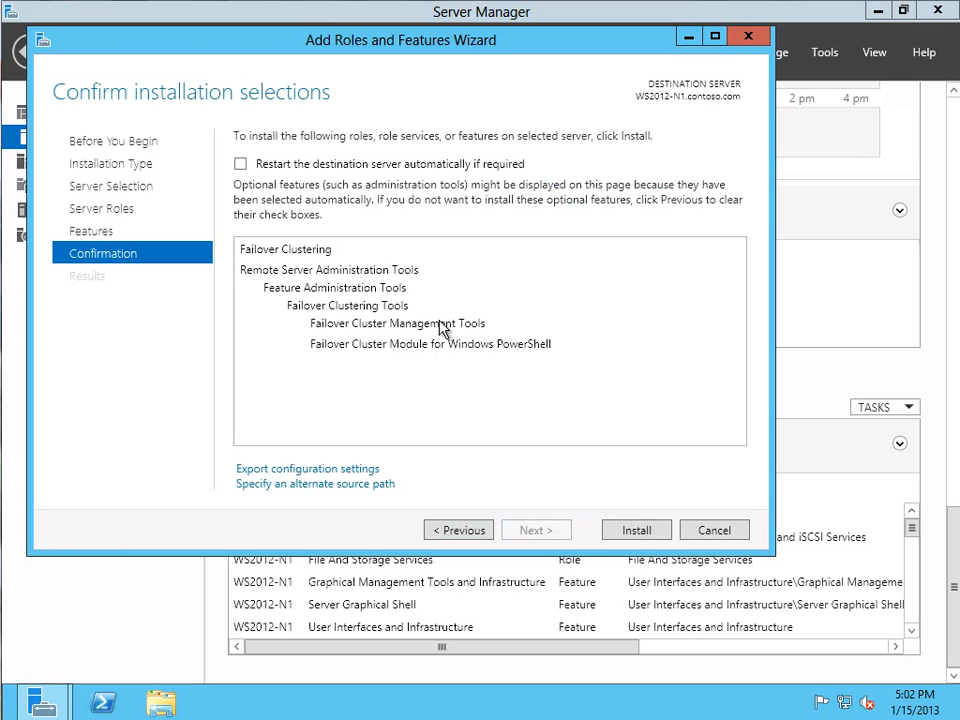 Server Manager
Add Roles and Features Wizard
Tools
View
Help
Confirm installation selections
DESTINATION SERVER
WS2012-N1.contoso.com
2 pm 4 pm
Before You Begin
Installation Type
Server Selection
Server Roles
Features
Confirmation
Results
To install the following roles, role services, or features on selected server, click Install.
Restart the destination server automatically if required
Optional features (such as administration tools) might be displayed on this page because they have
been selected automatically. If you do not want to install these optional features, click Previous to clear
their check boxes.
Failover Clustering
Remote Server Administration Tools
Feature Administration Tools
Failover Clustering Tools
Failover Cluster Management Tools
Failover Cluster Module for Windows PowerShell
TASKS
Export configuration settings
Specify an alternate source path
< Previous
Next >
Install
Cancel
and iSCSI Services
WS2012-N1 File And Storage Services Role File And Storage Services
WS2012-N1 Graphical Management Tools and Infrastructure Feature User Interfaces and Infrastructure\Graphical Manageme
WS2012-N1 Server Graphical Shell Feature User Interfaces and Infrastructure\Server Graphical Shell
WS2012-N1 User Interfaces and Infrastructure Feature User Interfaces and Infrastructure
5:02 PM
1/15/2013